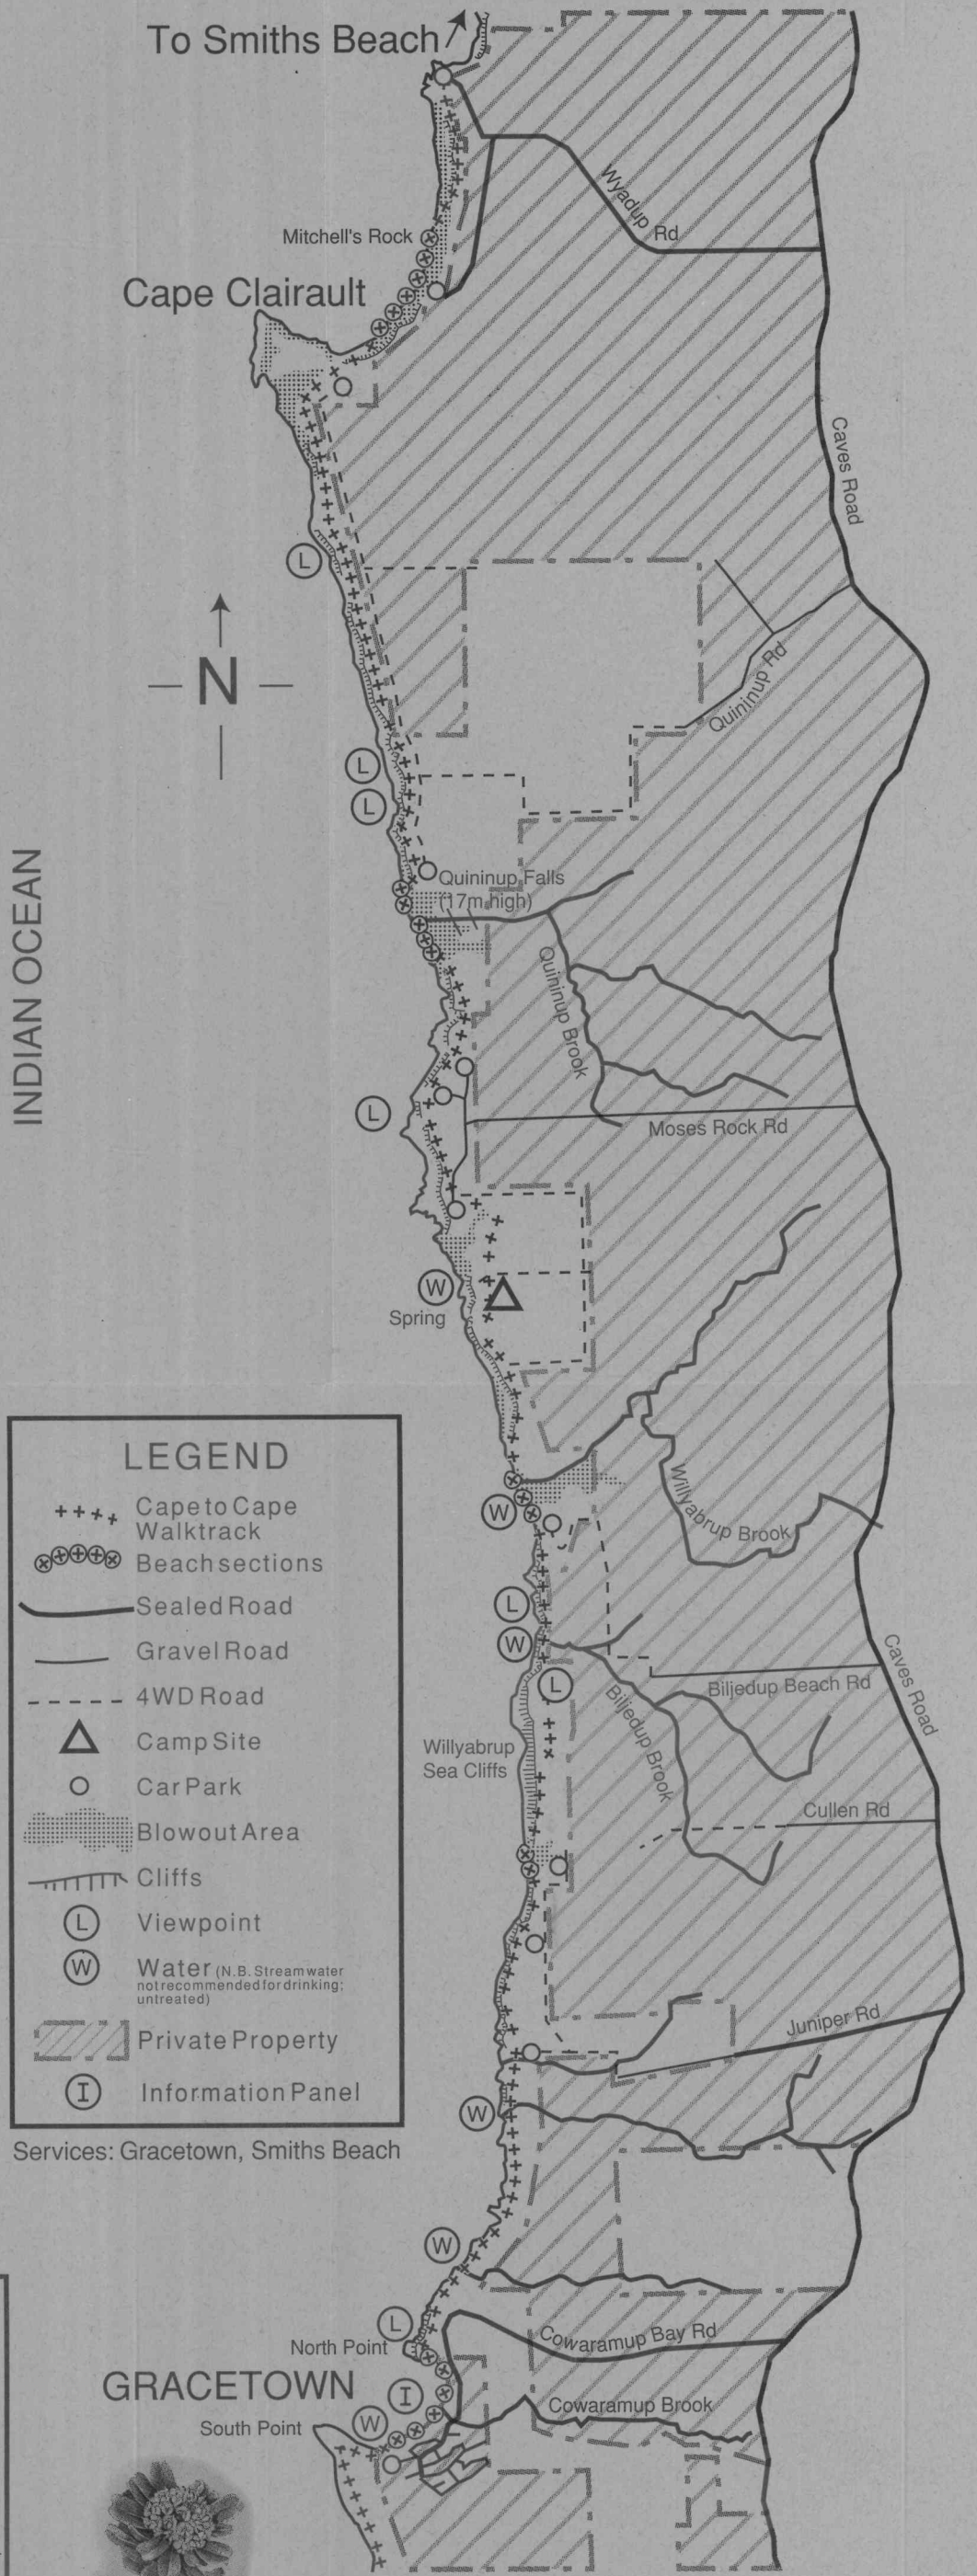 To Smiths Beach
Wyadup Rd
Mitchell's Rock
Cape Clairault
Caves Road
L
N
Quininup Rd
L
L
INDIAN OCEAN
Quininup Falls
(17m high)
Quininup Brook
L
Moses Rock Rd
W
Spring
LEGEND
Cape to Cape
Walktrack
Beach sections
Sealed Road
Gravel Road
4WD Road
Camp Site
Car Park
Blowout Area
Cliffs
L Viewpoint
W Water (N.B. Stream water
not recommended for drinking;
untreated)
Private Property
I Information Panel
Services: Gracetown, Smiths Beach
Willyabrup Brook
W
L
W
L
Caves Road
Biljedup Beach Rd
Biljedup Brook
Willyabrup
Sea Cliffs
Cullen Rd
Juniper Rd
W
W
L
North Point
Cowaramup Bay Rd
GRACETOWN
I
Cowaramup Brook
W
South Point